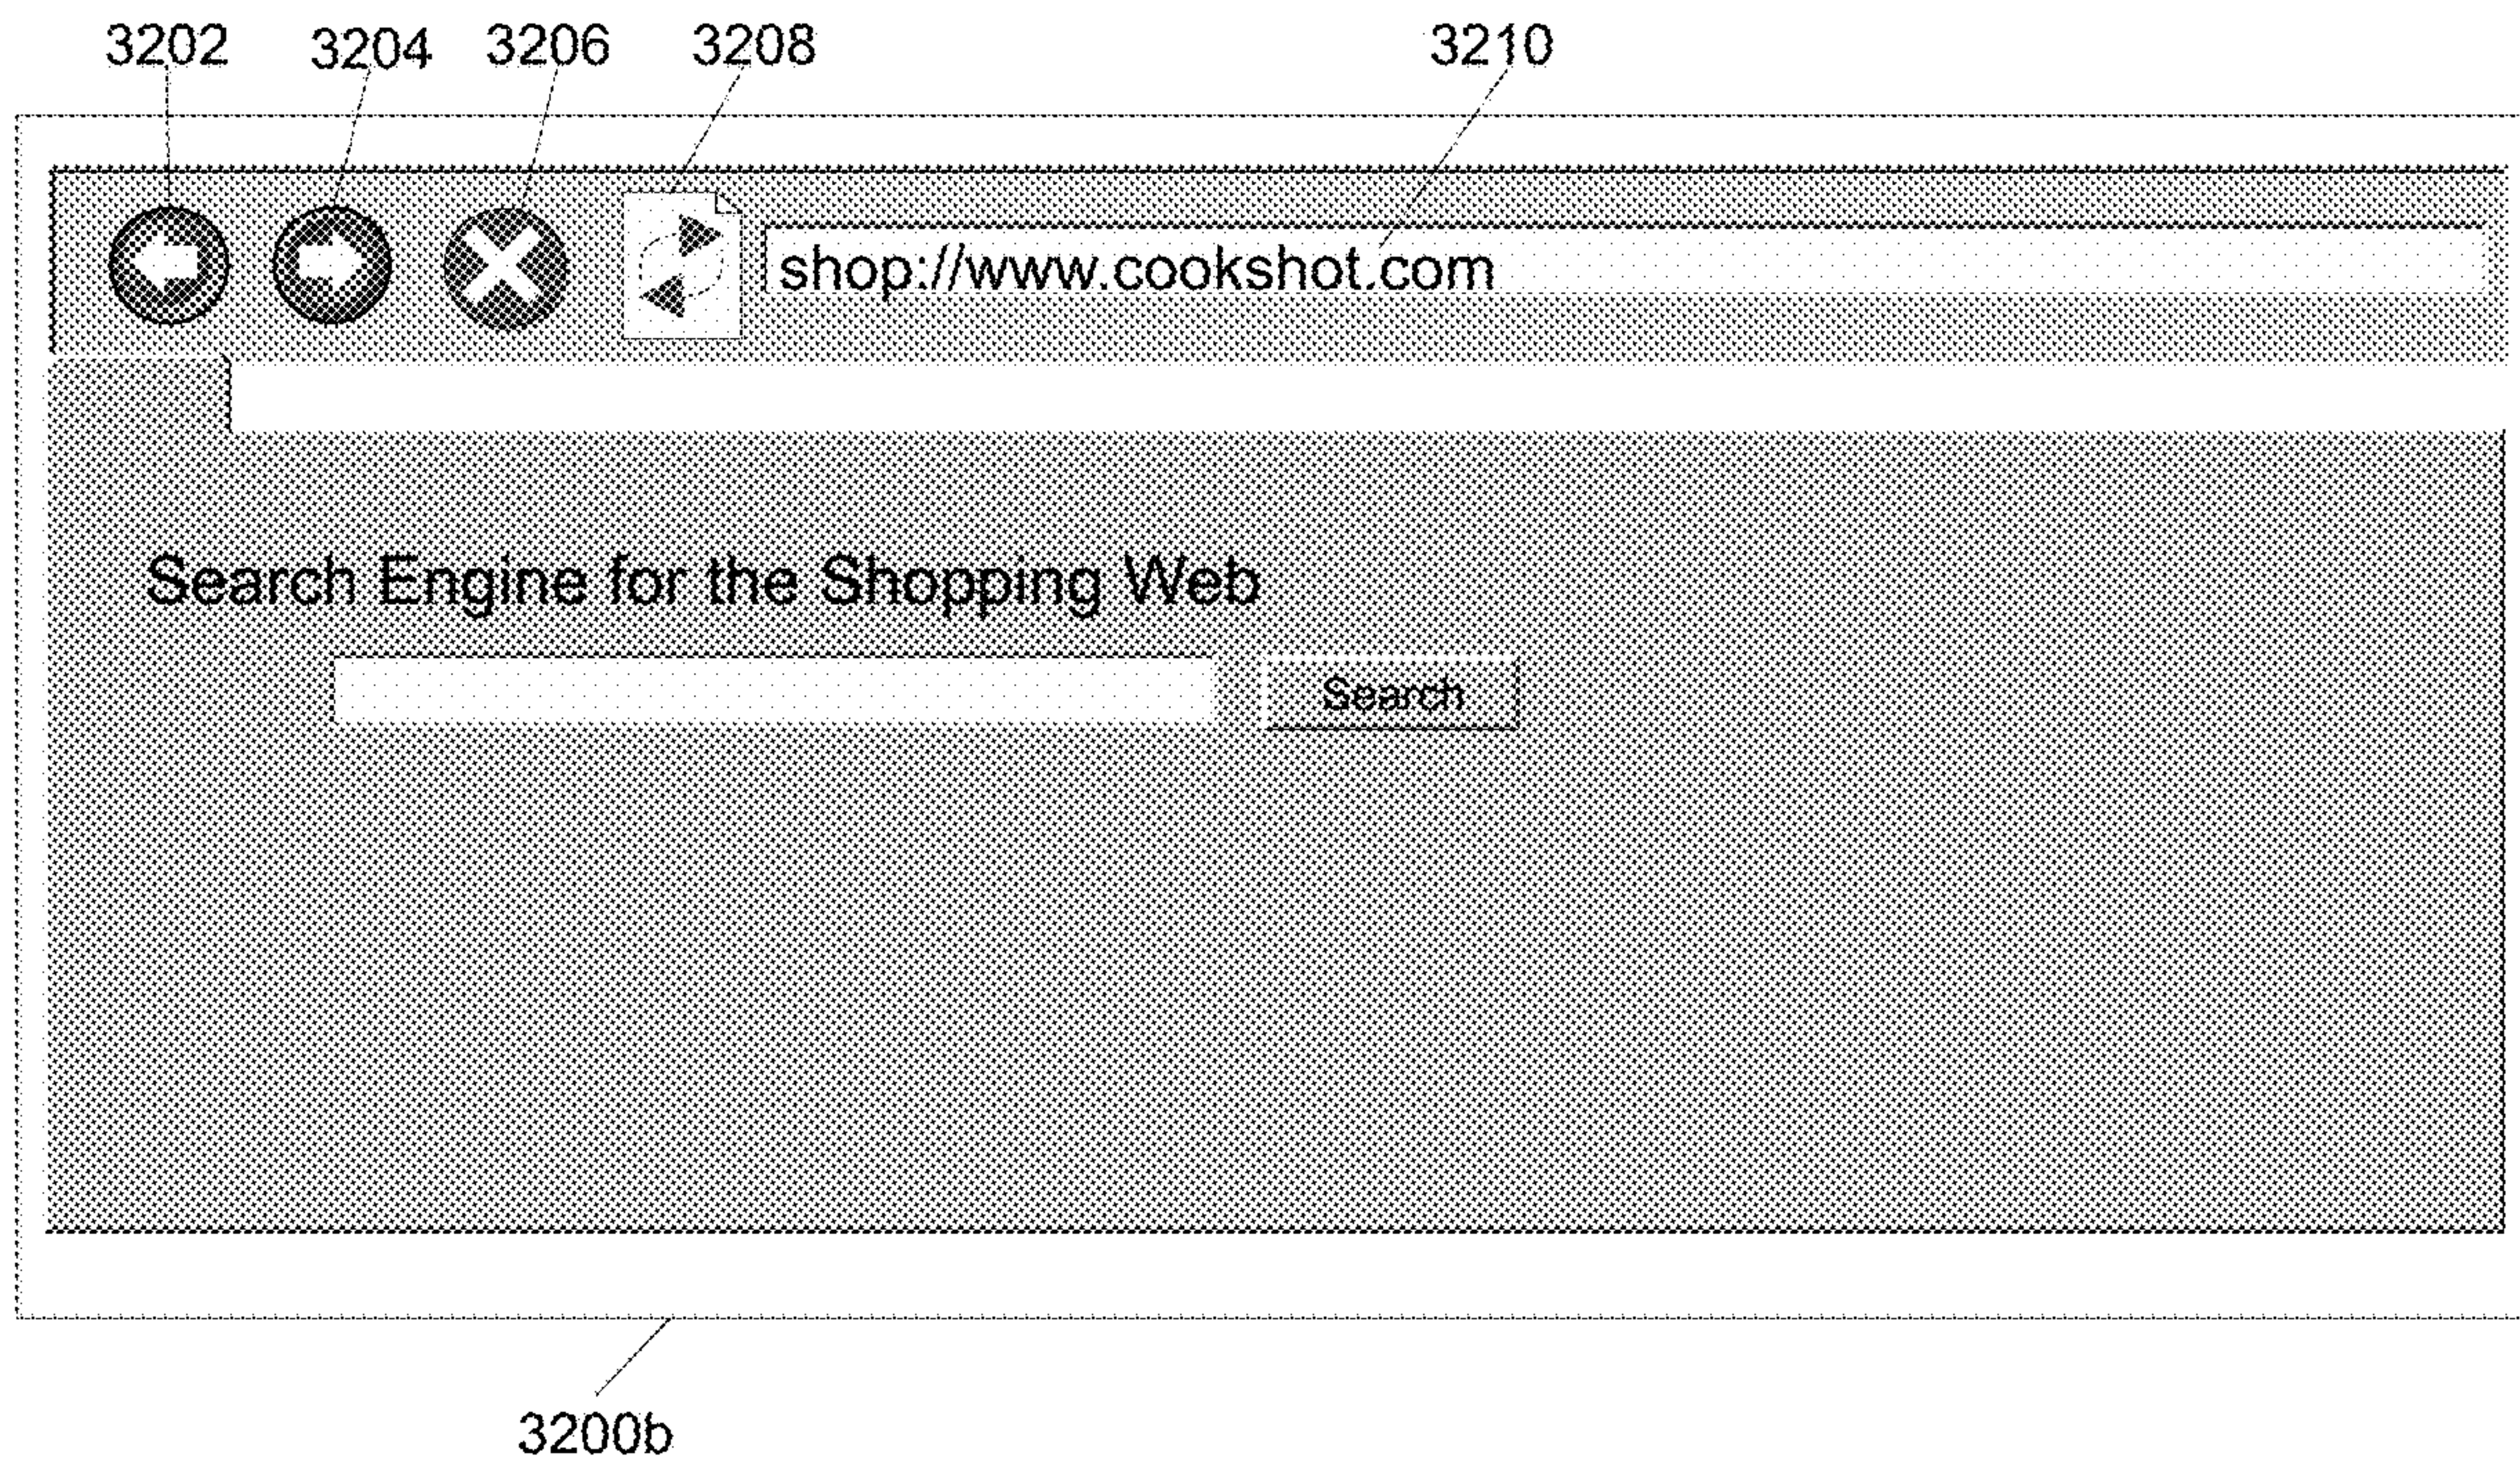 3202 3204 3206 3208 3210
shop://www.cookshot.com
Search Engine for the Shopping Web
Search
3200b